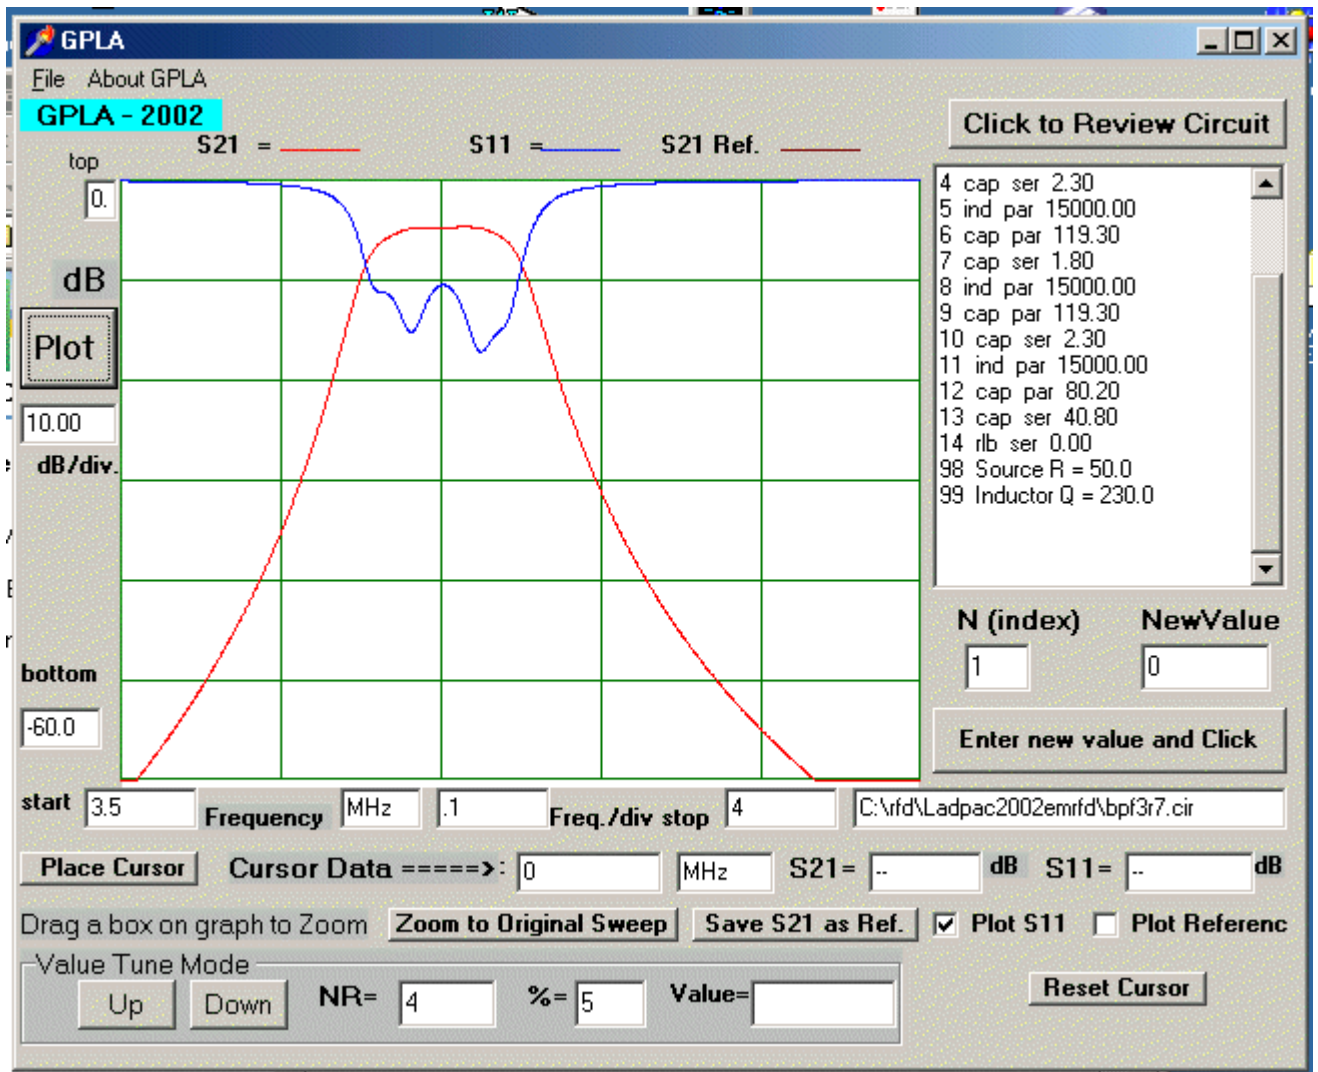 GPLA
File About GPLA
GPLA - 2002
S21 =
S11 =
S21 Ref.
Click to Review Circuit
top
0.
dB
Plot
10.00
dB/div.
bottom
-60.0
4 cap ser 2.30
5 ind par 15000.00
6 cap par 119.30
7 cap ser 1.80
8 ind par 15000.00
9 cap par 119.30
10 cap ser 2.30
11 ind par 15000.00
12 cap par 80.20
13 cap ser 40.80
14 rlb ser 0.00
98 Source R = 50.0
99 Inductor Q = 230.0
N (index) NewValue
1 0
Enter new value and Click
start 3.5 Frequency MHz .1 Freq./div stop 4 C:\rfd\Ladpac2002emrfd\bpf3r7.cir
Place Cursor Cursor Data =====>: 0 MHz S21= -- dB S11= -- dB
Drag a box on graph to Zoom Zoom to Original Sweep Save S21 as Ref. Plot S11 Plot Referenc
Value Tune Mode
Up Down NR= 4 %= 5 Value= Reset Cursor